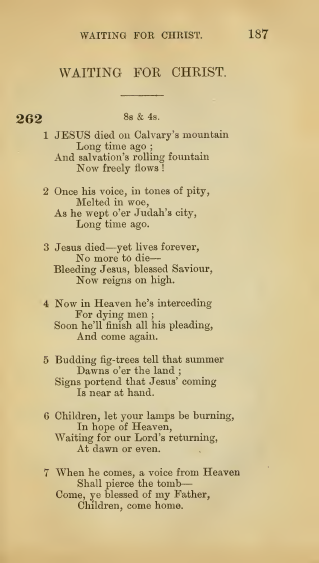 WAITING FOR CHRIST. 187
WAITING FOR CHRIST.
262 8s & 4s.
1 JESUS died on Calvary's mountain
Long time ago ;
And salvation's rolling fountain
Now freely flows !
2 Once his voice, in tones of pity,
Melted in woe,
As he wept o'er Judah's city,
Long time ago.
3 Jesus died—yet lives forever,
No more to die—
Bleeding Jesus, blessed Saviour,
Now reigns on high.
4 Now in Heaven he's interceding
For dying men ;
Soon he'll finish all his pleading,
And come again.
5 Budding fig-trees tell that summer
Dawns o'er the land ;
Signs portend that Jesus' coming
Is near at hand.
6 Children, let your lamps be burning,
In hope of Heaven,
Waiting for our Lord's returning,
At dawn or even.
7 When he comes, a voice from Heaven
Shall pierce the tomb—
Come, ye blessed of my Father,
Children, come home.